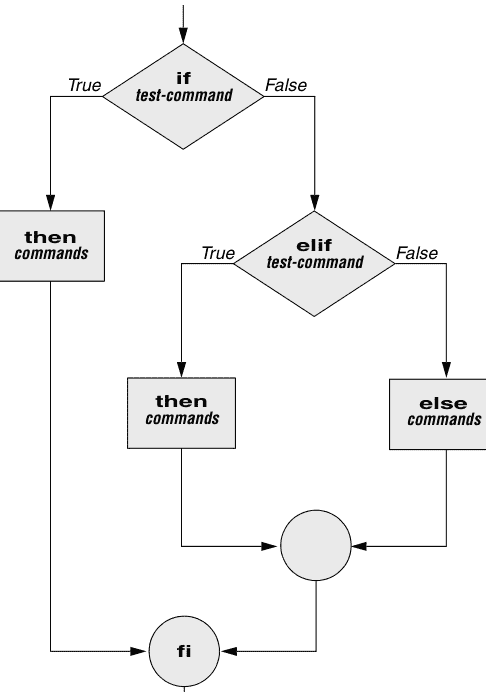 if
test-command
True
False
then
commands
elif
test-command
True
False
then
commands
else
commands
fi